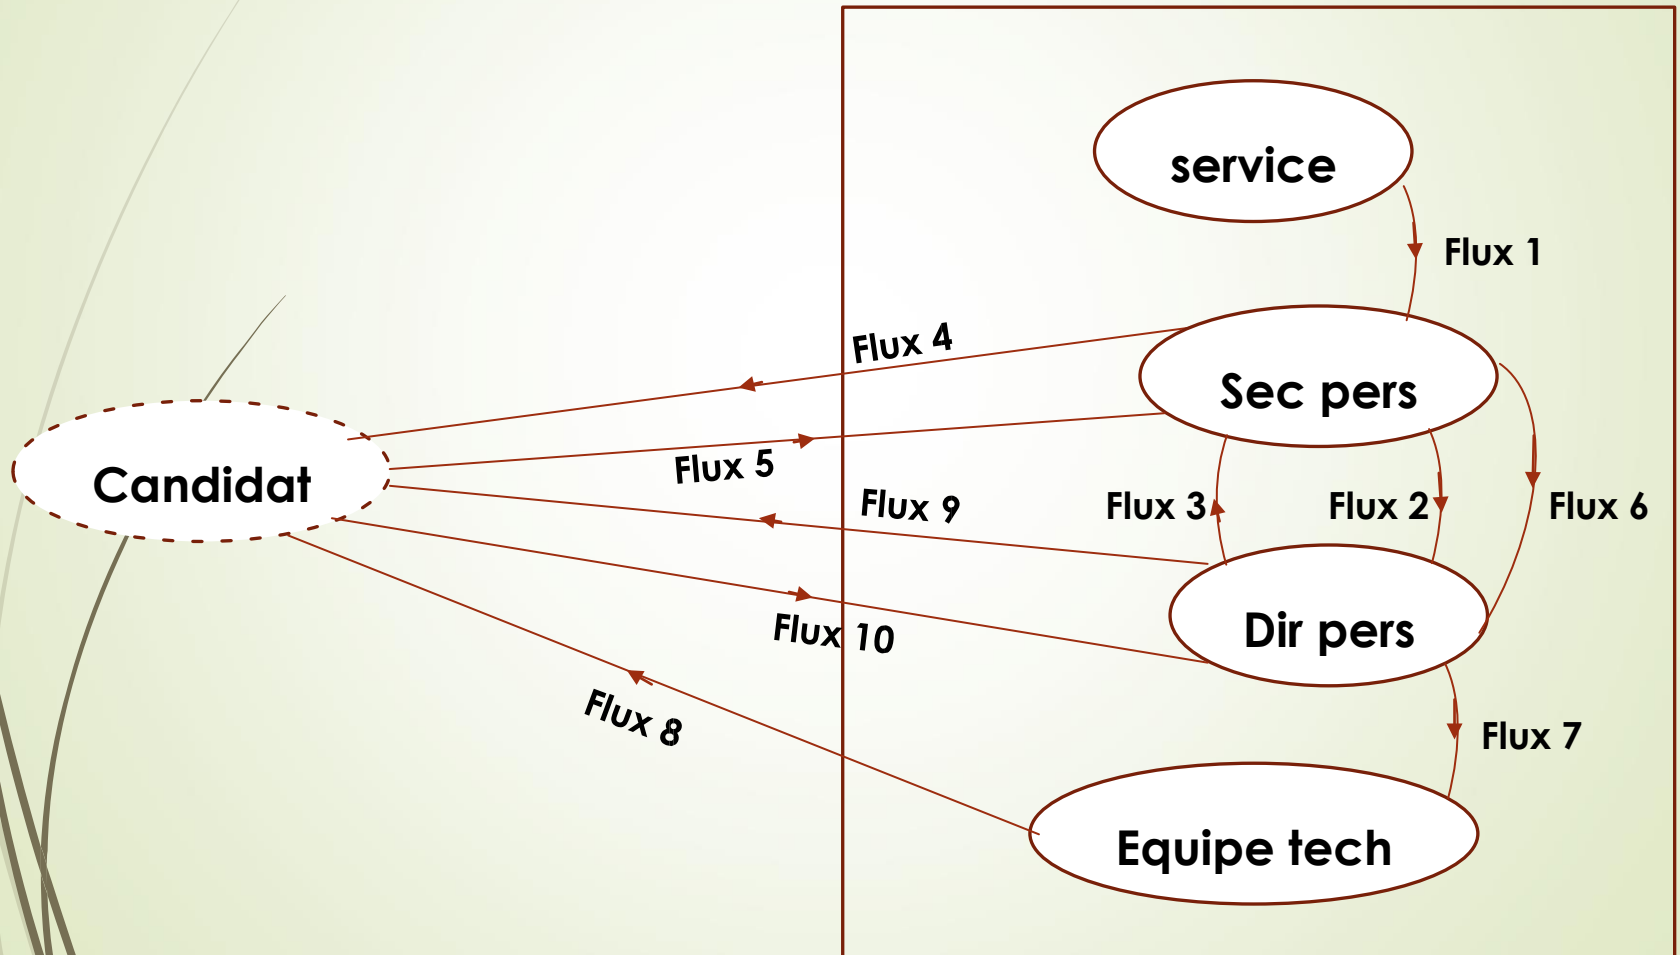 service
Flux 1
Flux 4
Sec pers
Flux 5
Candidat
Flux 9
Flux 3
Flux 2
Flux 6
Flux 10
Dir pers
Flux 8
Flux 7
Equipe tech